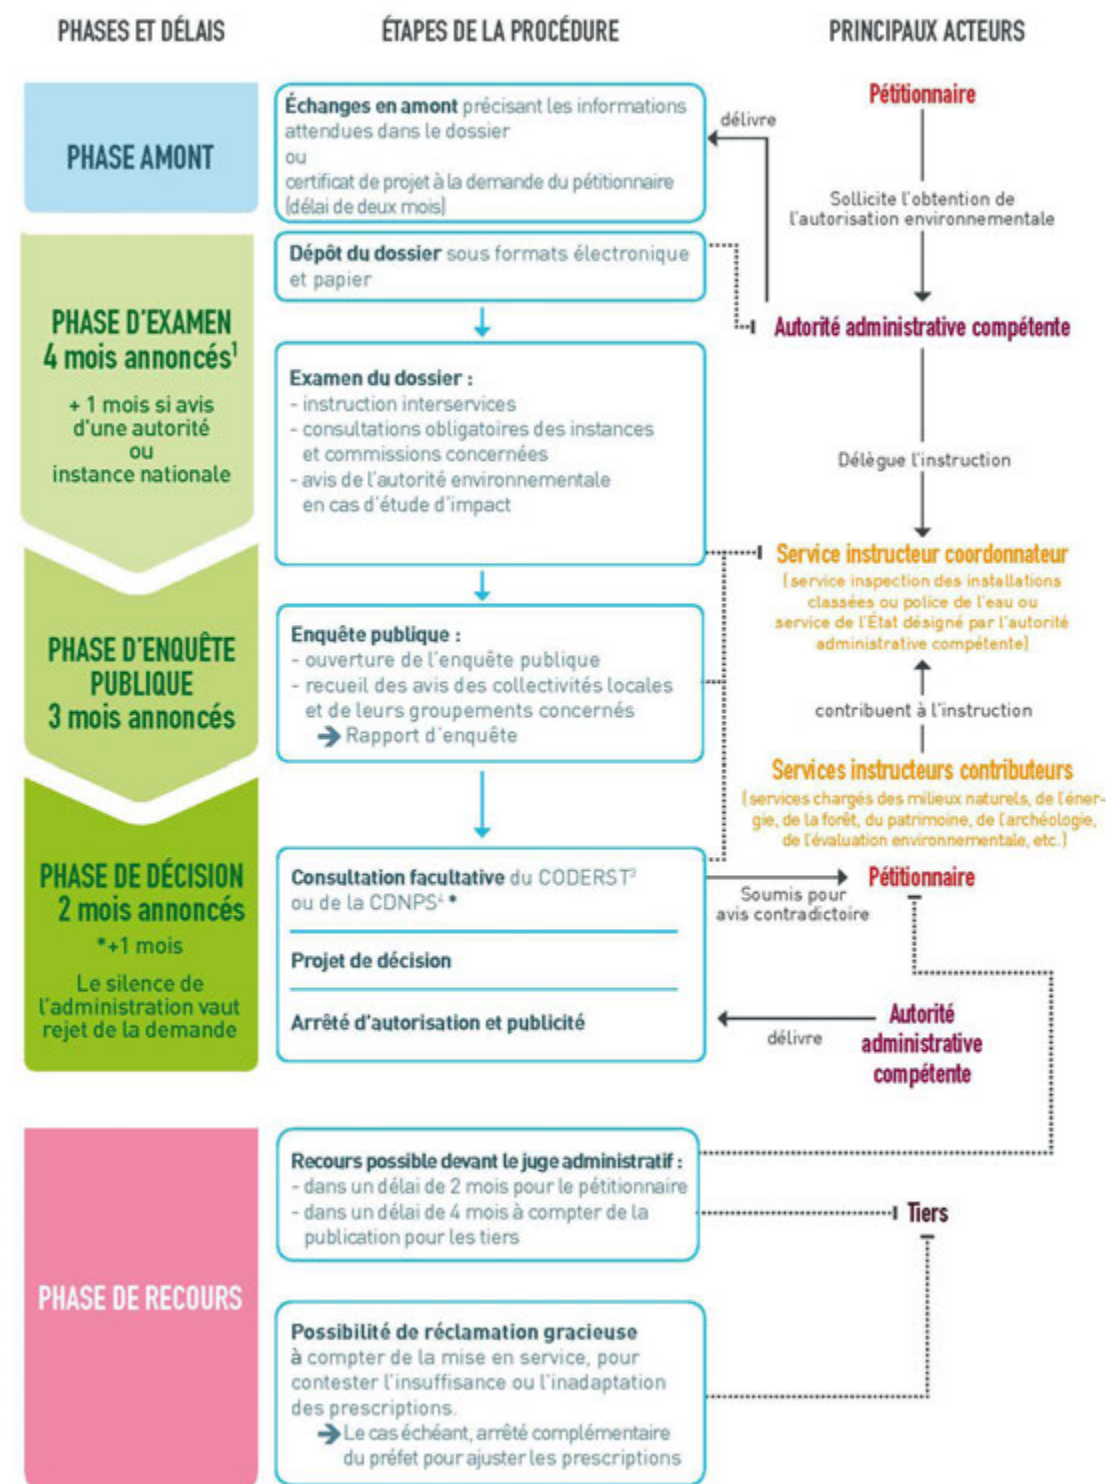 PHASES ET DÉLAIS
ÉTAPES DE LA PROCÉDURE
PRINCIPAUX ACTEURS
PHASE AMONT
Échanges en amont précisant les informations
attendues dans le dossier
ou
certificat de projet à la demande du pétitionnaire
(délai de deux mois)
délivre
Pétitionnaire
Sollicite l'obtention de
l'autorisation environnementale
PHASE D'EXAMEN
4 mois annoncés¹
+ 1 mois si avis
d'une autorité
ou
instance nationale
Dépôt du dossier sous formats électronique
et papier
Autorité administrative compétente
Examen du dossier :
- instruction interservices
- consultations obligatoires des instances
et commissions concernées
- avis de l'autorité environnementale
en cas d'étude d'impact
Délègue l'instruction
Service instructeur coordonnateur
(service inspection des installations
classées ou police de l'eau ou
service de l'État désigné par l'autorité
administrative compétente)
PHASE D'ENQUÊTE
PUBLIQUE
3 mois annoncés
Enquête publique :
- ouverture de l'enquête publique
- recueil des avis des collectivités locales
et de leurs groupements concernés
➔ Rapport d'enquête
contribuent à l'instruction
Services instructeurs contributeurs
(services chargés des milieux naturels, de l'éner-
gie, de la forêt, du patrimoine, de l'archéologie,
de l'évaluation environnementale, etc.)
PHASE DE DÉCISION
2 mois annoncés
*+1 mois
Le silence de
l'administration vaut
rejet de la demande
Consultation facultative du CODERST³
ou de la CDNPS⁴ *
Projet de décision
Arrêté d'autorisation et publicité
Soumis pour
avis contradictoire
Pétitionnaire
délivre
Autorité
administrative
compétente
PHASE DE RECOURS
Recours possible devant le juge administratif :
- dans un délai de 2 mois pour le pétitionnaire
- dans un délai de 4 mois à compter de la
publication pour les tiers
Tiers
Possibilité de réclamation gracieuse
à compter de la mise en service, pour
contester l'insuffisance ou l'inadaptation
des prescriptions.
➔ Le cas échéant, arrêté complémentaire
du préfet pour ajuster les prescriptions